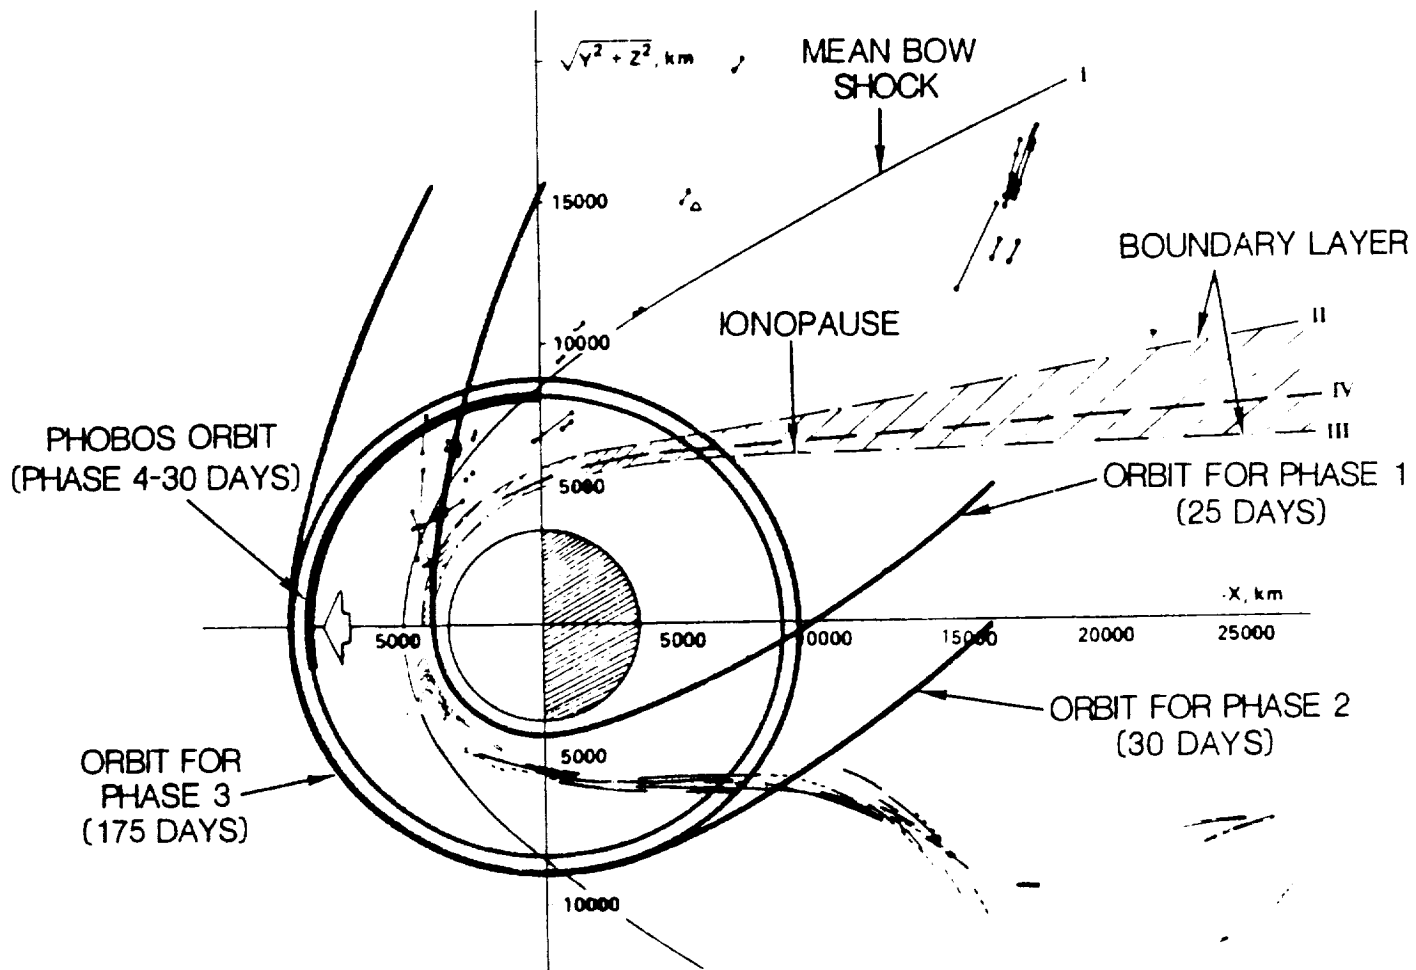 √Y² + Z², km
MEAN BOW
SHOCK
I
15000
BOUNDARY LAYER
IONOPAUSE
II
10000
IV
III
PHOBOS ORBIT
(PHASE 4-30 DAYS)
5000
ORBIT FOR PHASE 1
(25 DAYS)
-X, km
5000
5000
10000
15000
20000
25000
ORBIT FOR PHASE 2
(30 DAYS)
5000
ORBIT FOR
PHASE 3
(175 DAYS)
10000